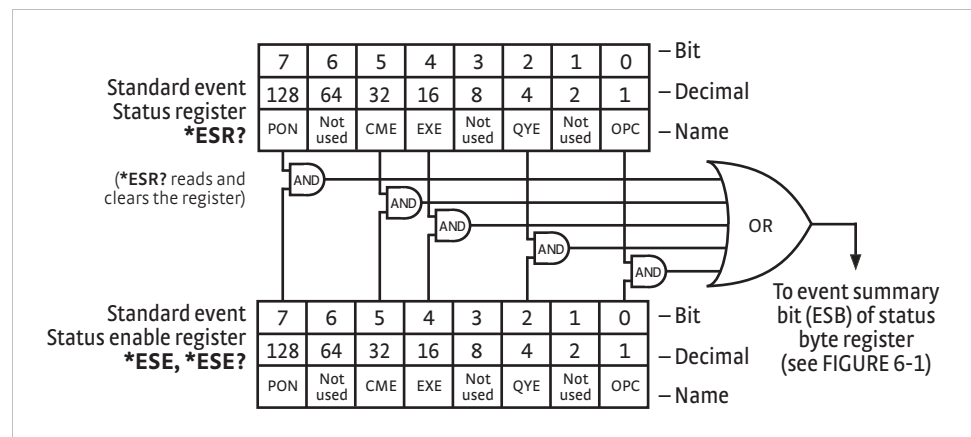 7 6 5 4 3 2 1 0 – Bit
Standard event
Status register
*ESR?
128 64 32 16 8 4 2 1 – Decimal
PON Not used CME EXE Not used QYE Not used OPC – Name
(*ESR? reads and
clears the register)
AND
AND
AND
AND
AND
OR
To event summary
bit (ESB) of status
byte register
(see FIGURE 6-1)
Standard event
Status enable register
*ESE, *ESE?
7 6 5 4 3 2 1 0 – Bit
128 64 32 16 8 4 2 1 – Decimal
PON Not used CME EXE Not used QYE Not used OPC – Name